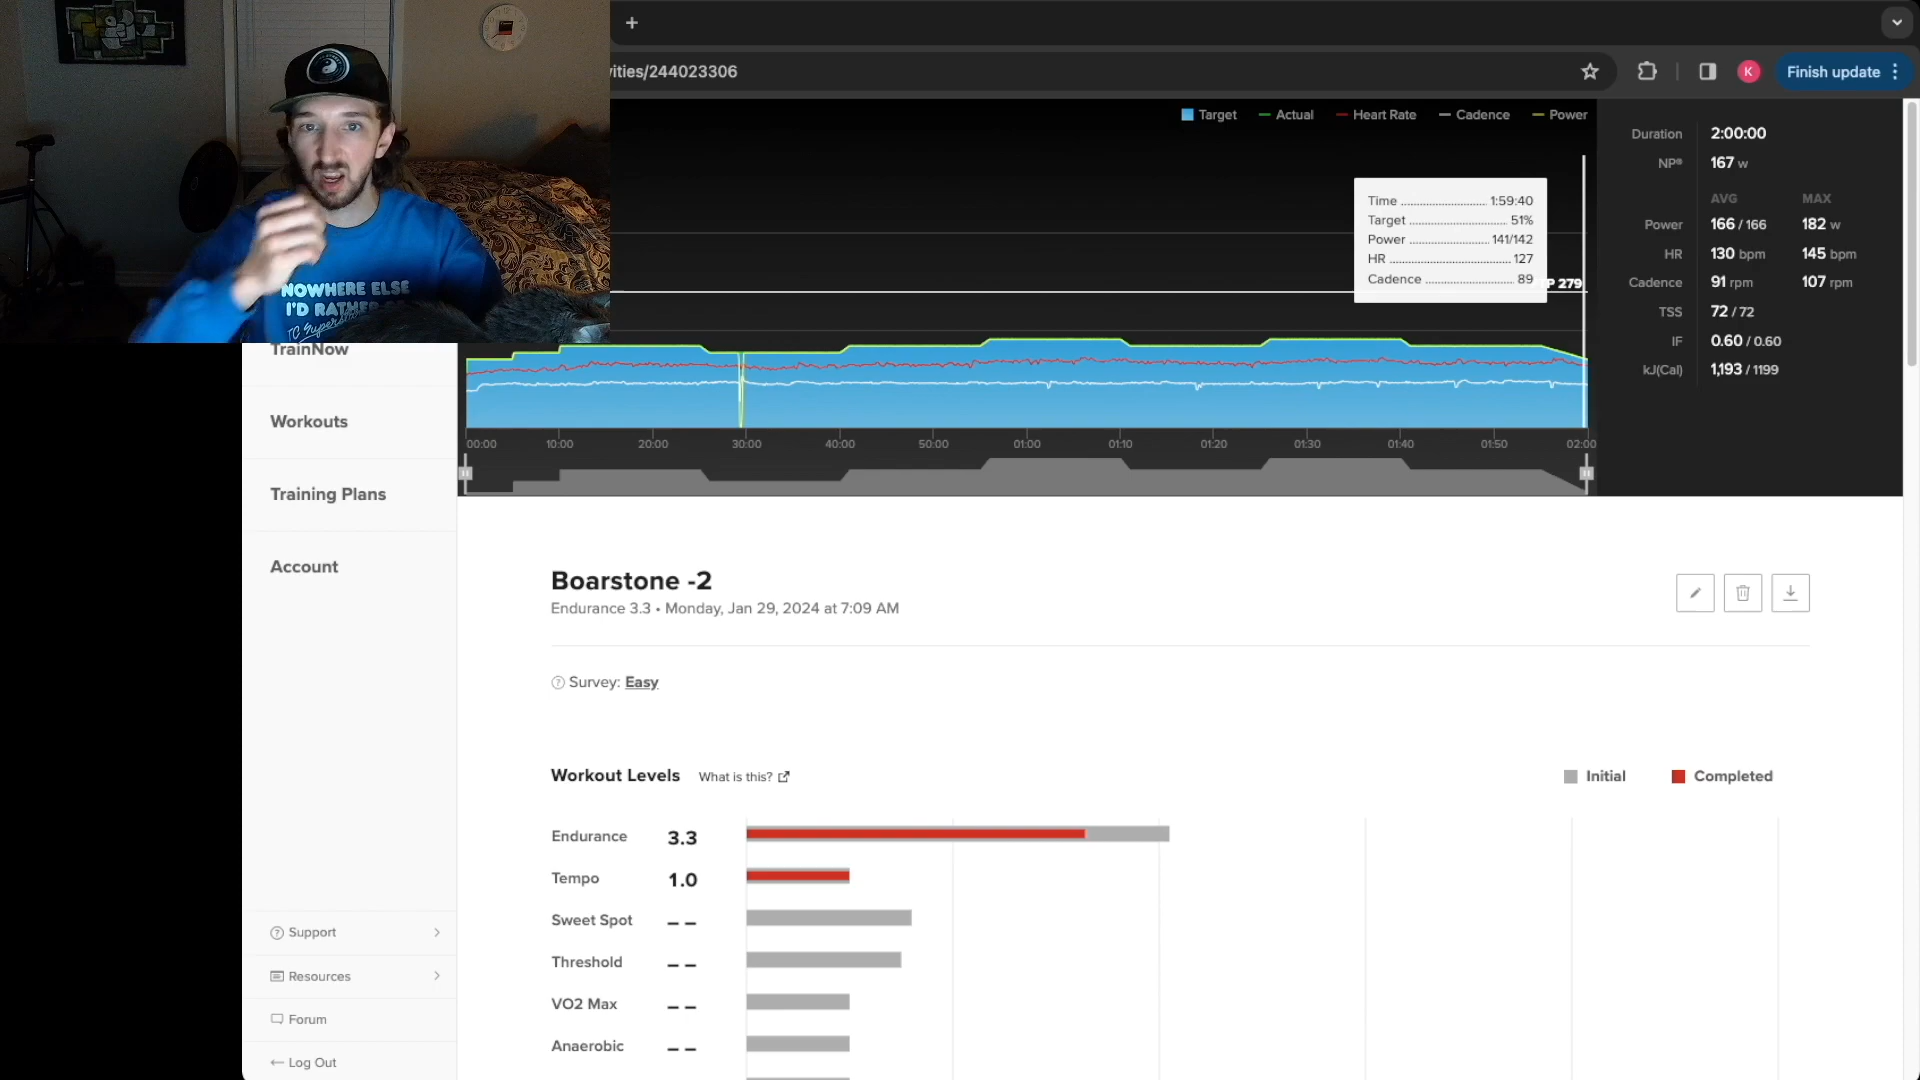 ities/244023306
K
Finish update
Target
Actual
Heart Rate
Cadence
Power
Time 1:59:40
Target 51%
Power 141/142
HR 127
Cadence 89
P 279
00:00 10:00 20:00 30:00 40:00 50:00 01:00 01:10 01:20 01:30 01:40 01:50 02:00
Duration 2:00:00
NP® 167 w
AVG MAX
Power 166 / 166 182 w
HR 130 bpm 145 bpm
Cadence 91 rpm 107 rpm
TSS 72 / 72
IF 0.60 / 0.60
kJ(Cal) 1,193 / 1199
NOWHERE ELSE
I'D RATHER
TrainNow
Workouts
Training Plans
Account
Support
Resources
Forum
Log Out
Boarstone -2
Endurance 3.3 • Monday, Jan 29, 2024 at 7:09 AM
Survey: Easy
Workout Levels What is this?
Initial
Completed
Endurance 3.3
Tempo 1.0
Sweet Spot – –
Threshold – –
VO2 Max – –
Anaerobic – –